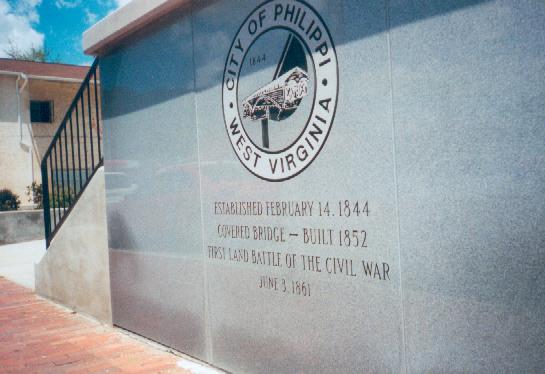 CITY OF PHILIPPI
1844
WEST VIRGINIA
ESTABLISHED FEBRUARY 14, 1844
COVERED BRIDGE - BUILT 1852
FIRST LAND BATTLE OF THE CIVIL WAR
JUNE 3, 1861